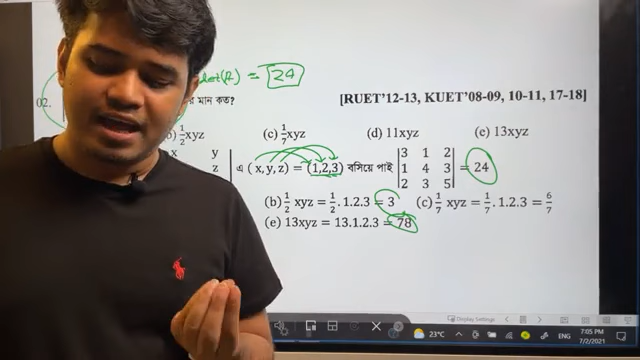 det(A) = 24
02.
র মান কত?
[RUET'12-13, KUET'08-09, 10-11, 17-18]
b) 1/2 xyz (c) 1/7 xyz (d) 11xyz (e) 13xyz
x y
z এ (x,y,z) = (1,2,3) বসিয়ে পাই |3 1 2| = 24
|1 4 3|
|2 3 5|
(b) 1/2 xyz = 1/2 . 1.2.3 = 3 (c) 1/7 xyz = 1/7 . 1.2.3 = 6/7
(e) 13xyz = 13.1.2.3 = 78
Display Settings
23°C
ENG
7:05 PM
7/2/2021